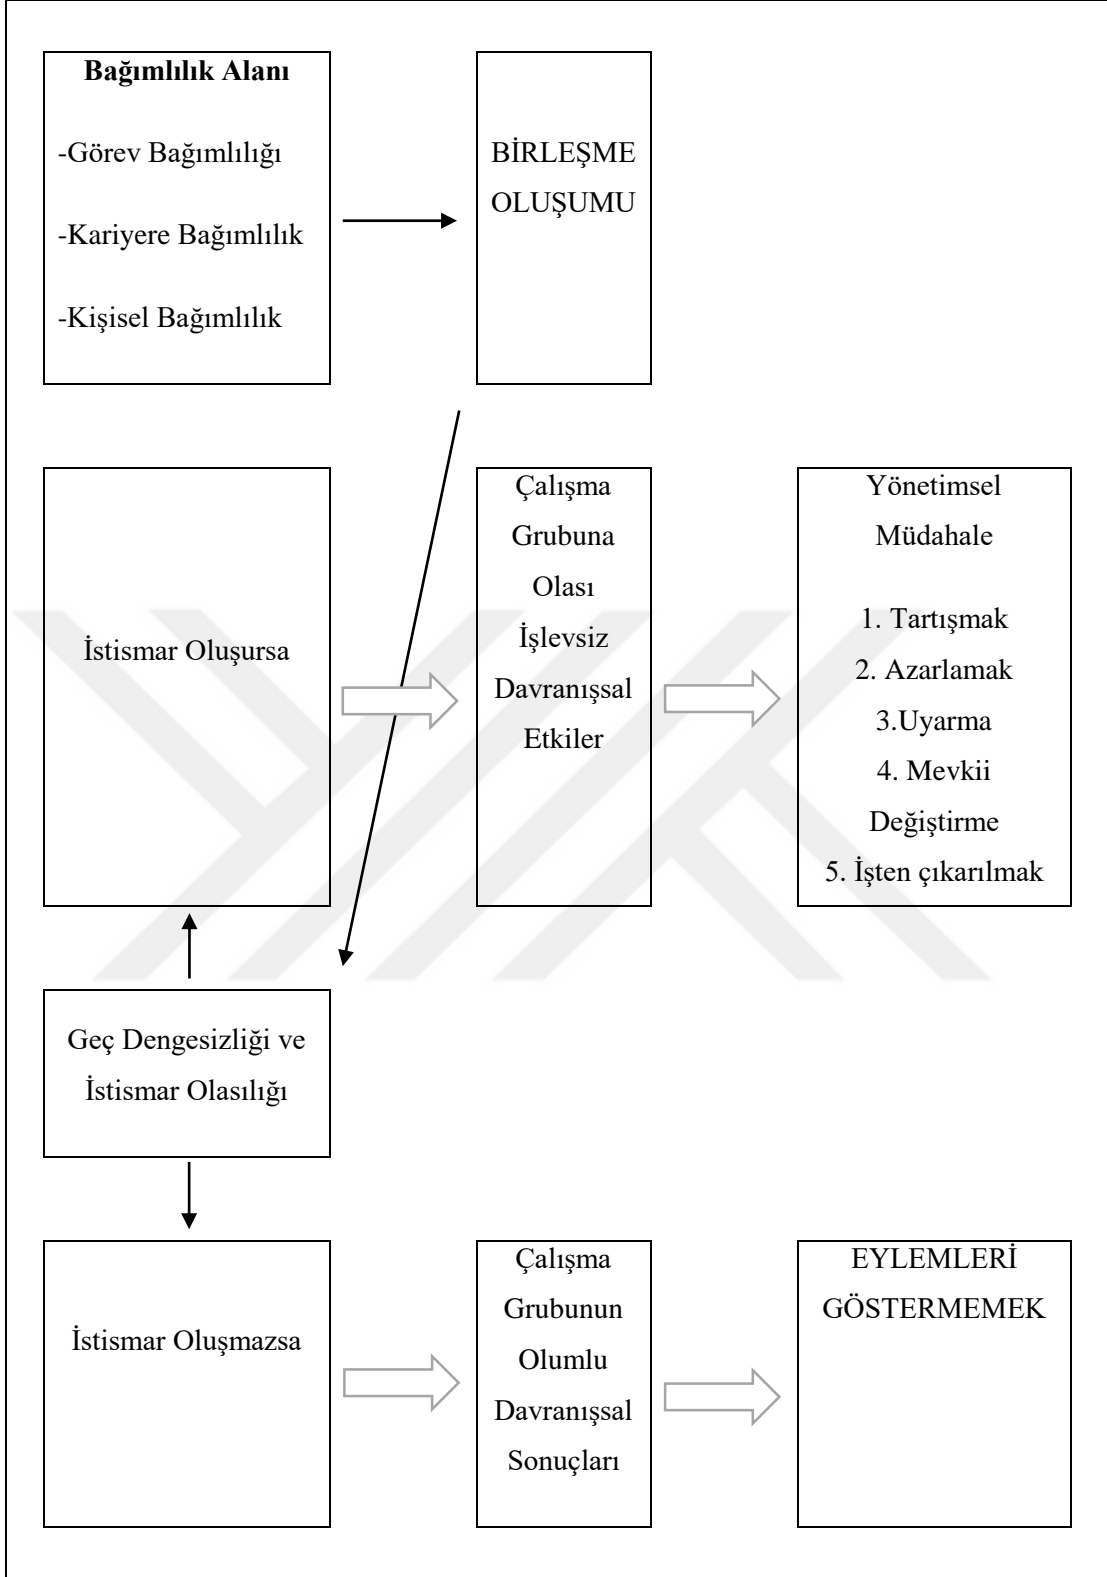 Bağımlılık Alanı
-Görev Bağımlılığı
-Kariyere Bağımlılık
-Kişisel Bağımlılık
BİRLEŞME
OLUŞUMU
İstismar Oluşursa
Çalışma
Grubuna
Olası
İşlevsiz
Davranışsal
Etkiler
Yönetimsel
Müdahale
1. Tartışmak
2. Azarlamak
3.Uyarma
4. Mevkii
Değiştirme
5. İşten çıkarılmak
Geç Dengesizliği ve
İstismar Olasılığı
İstismar Oluşmazsa
Çalışma
Grubunun
Olumlu
Davranışsal
Sonuçları
EYLEMLERİ
GÖSTERMEMEK